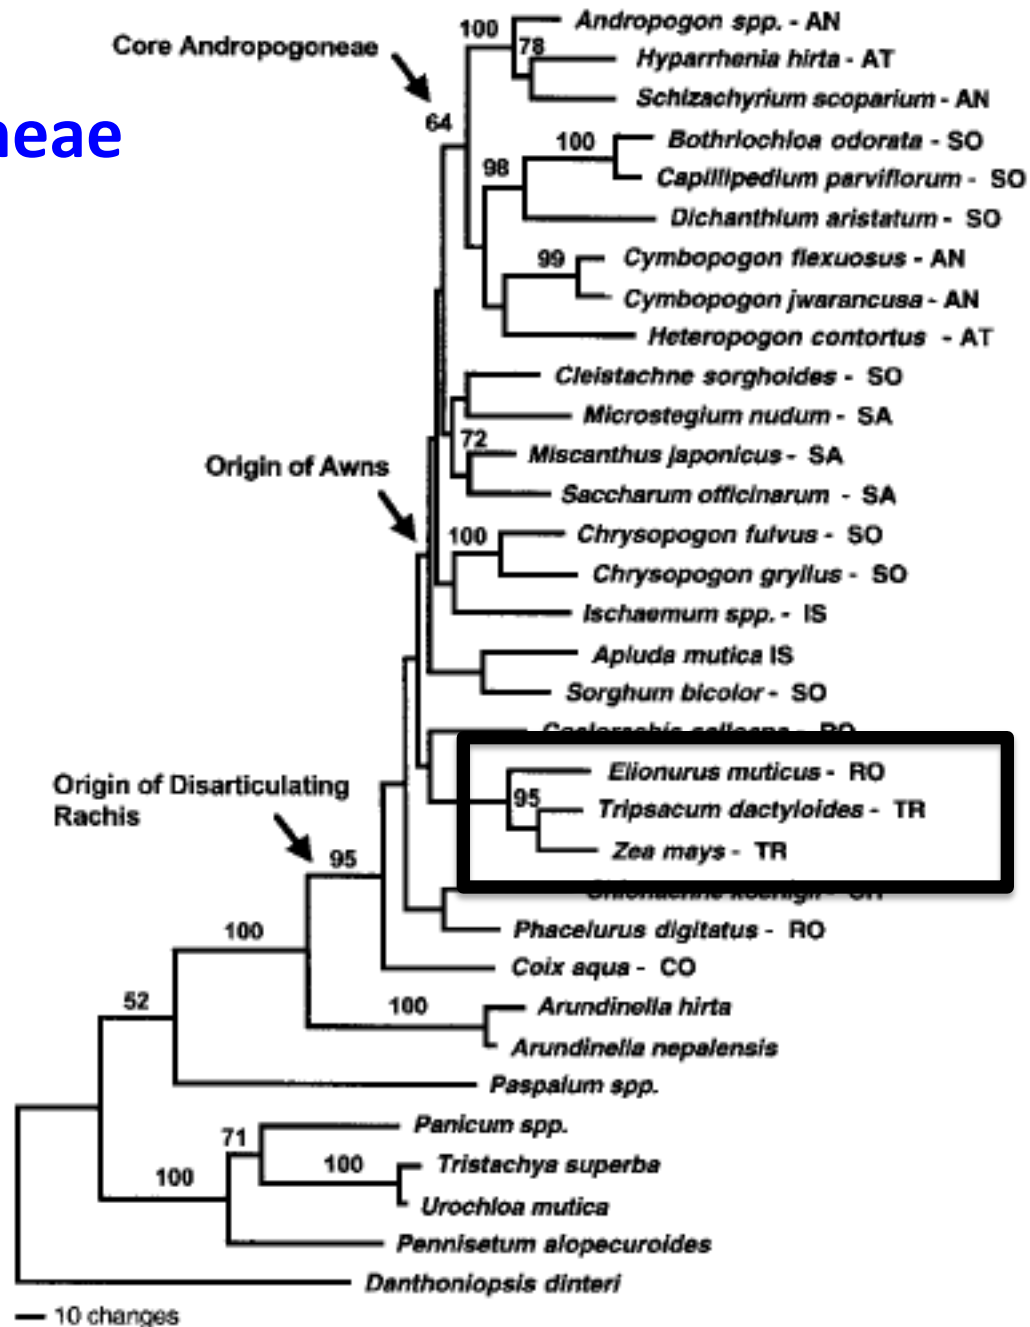 Core Andropogoneae
neae
64
100
Andropogon spp. - AN
78
Hyparrhenia hirta - AT
Schizachyrium scoparium - AN
100
Bothriochloa odorata - SO
98
Capillipedium parviflorum - SO
Dichanthium aristatum - SO
99
Cymbopogon flexuosus - AN
Cymbopogon jwarancusa - AN
Heteropogon contortus - AT
Cleistachne sorghoides - SO
Microstegium nudum - SA
72
Miscanthus japonicus - SA
Saccharum officinarum - SA
Origin of Awns
100
Chrysopogon fulvus - SO
Chrysopogon gryllus - SO
Ischaemum spp. - IS
Apluda mutica IS
Sorghum bicolor - SO
Elionurus muticus - RO
95
Tripsacum dactyloides - TR
Zea mays - TR
Origin of Disarticulating
Rachis
95
Phacelurus digitatus - RO
Coix aqua - CO
100
100
Arundinella hirta
Arundinella nepalensis
52
Paspalum spp.
Panicum spp.
71
100
Tristachya superba
100
Urochloa mutica
Pennisetum alopecuroides
Danthoniopsis dinteri
10 changes